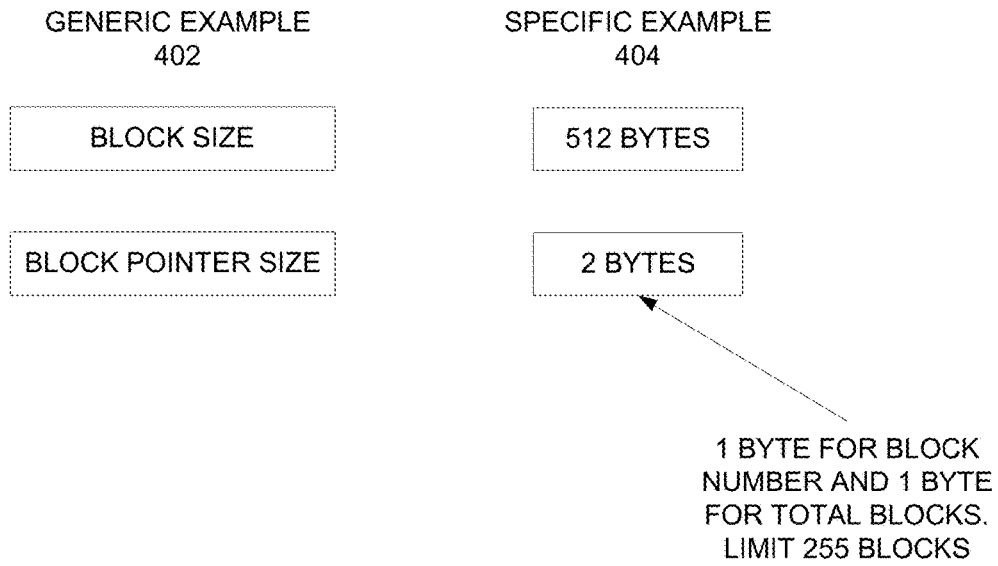 GENERIC EXAMPLE
402
SPECIFIC EXAMPLE
404
BLOCK SIZE
512 BYTES
BLOCK POINTER SIZE
2 BYTES
1 BYTE FOR BLOCK
NUMBER AND 1 BYTE
FOR TOTAL BLOCKS.
LIMIT 255 BLOCKS